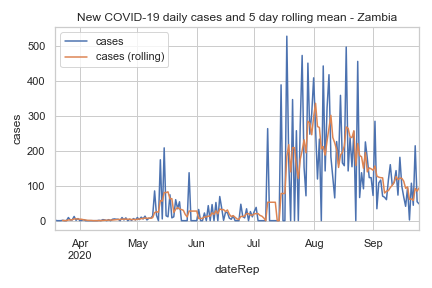 New COVID-19 daily cases and 5 day rolling mean - Zambia
cases
cases (rolling)
500
400
300
200
100
0
cases
Apr
2020
May
Jun
Jul
Aug
Sep
dateRep